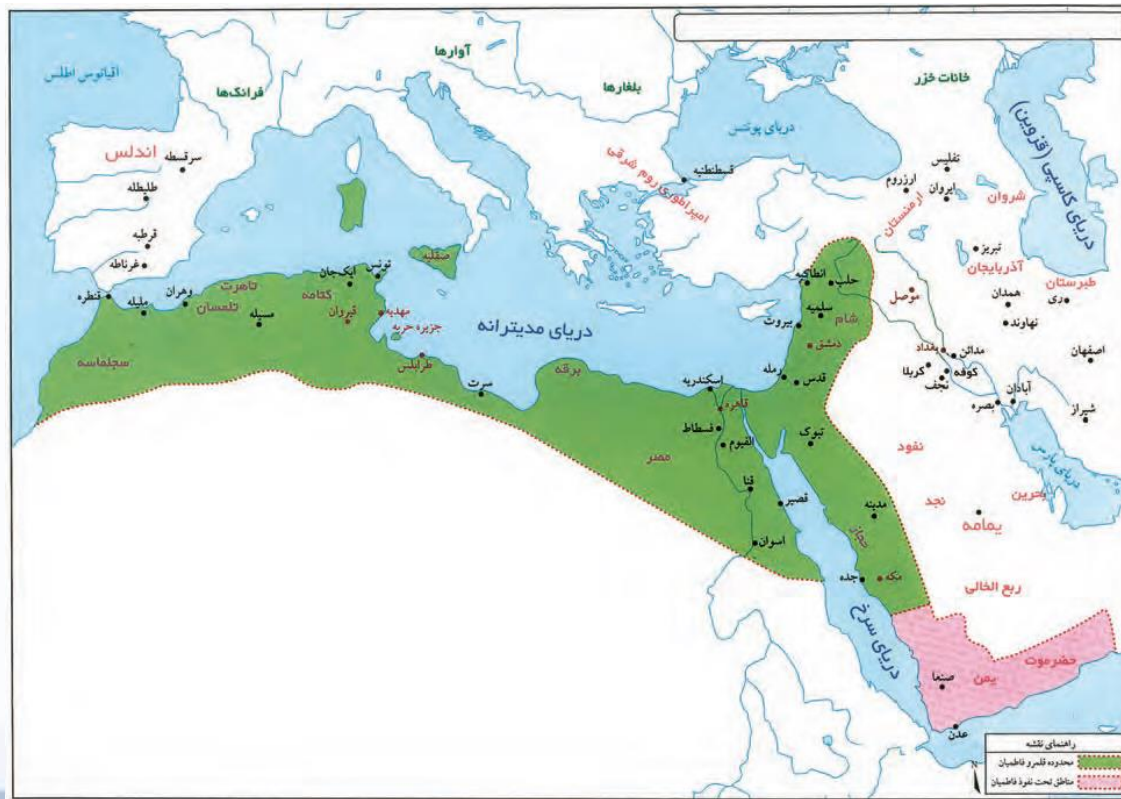 اقیانوس اطلس
فرانک‌ها
آوارها
بلغارها
خانات خزر
دریای کاسپی (قزوین)
دریای پونتس
قسطنطنیه
امپراطوری روم شرقی
ارمنستان
ارزروم
تفلیس
ایروان
شروان
تبریز
آذربایجان
طبرستان
ری
همدان
نهاوند
اصفهان
شیراز
موصل
بغداد
مدائن
کربلا
کوفه
نجف
بصره
آبادان
دریای پارس
بحرین
نفود
نجد
یمامه
ربع الخالی
حضرموت
یمن
صنعا
عدن
اندلس
سرقسطه
طلیطله
قرطبه
غرناطه
قنطره
ملیله
وهران
تاهرت
تلمسان
مسیله
سجلماسه
ایکجان
کتامه
قیروان
تونس
مهدیه
جزیره جربه
طرابلس
صقلیه
دریای مدیترانه
سرت
برقه
اسکندریه
قاهره
فسطاط
الفیوم
مصر
قنا
قصیر
اسوان
انطاکیه
حلب
سلمیه
شام
بیروت
دمشق
رمله
قدس
تبوک
مدینه
حجاز
مکه
جده
دریای سرخ
راهنمای نقشه
محدوده قلمرو فاطمیان
مناطق تحت نفوذ فاطمیان
N